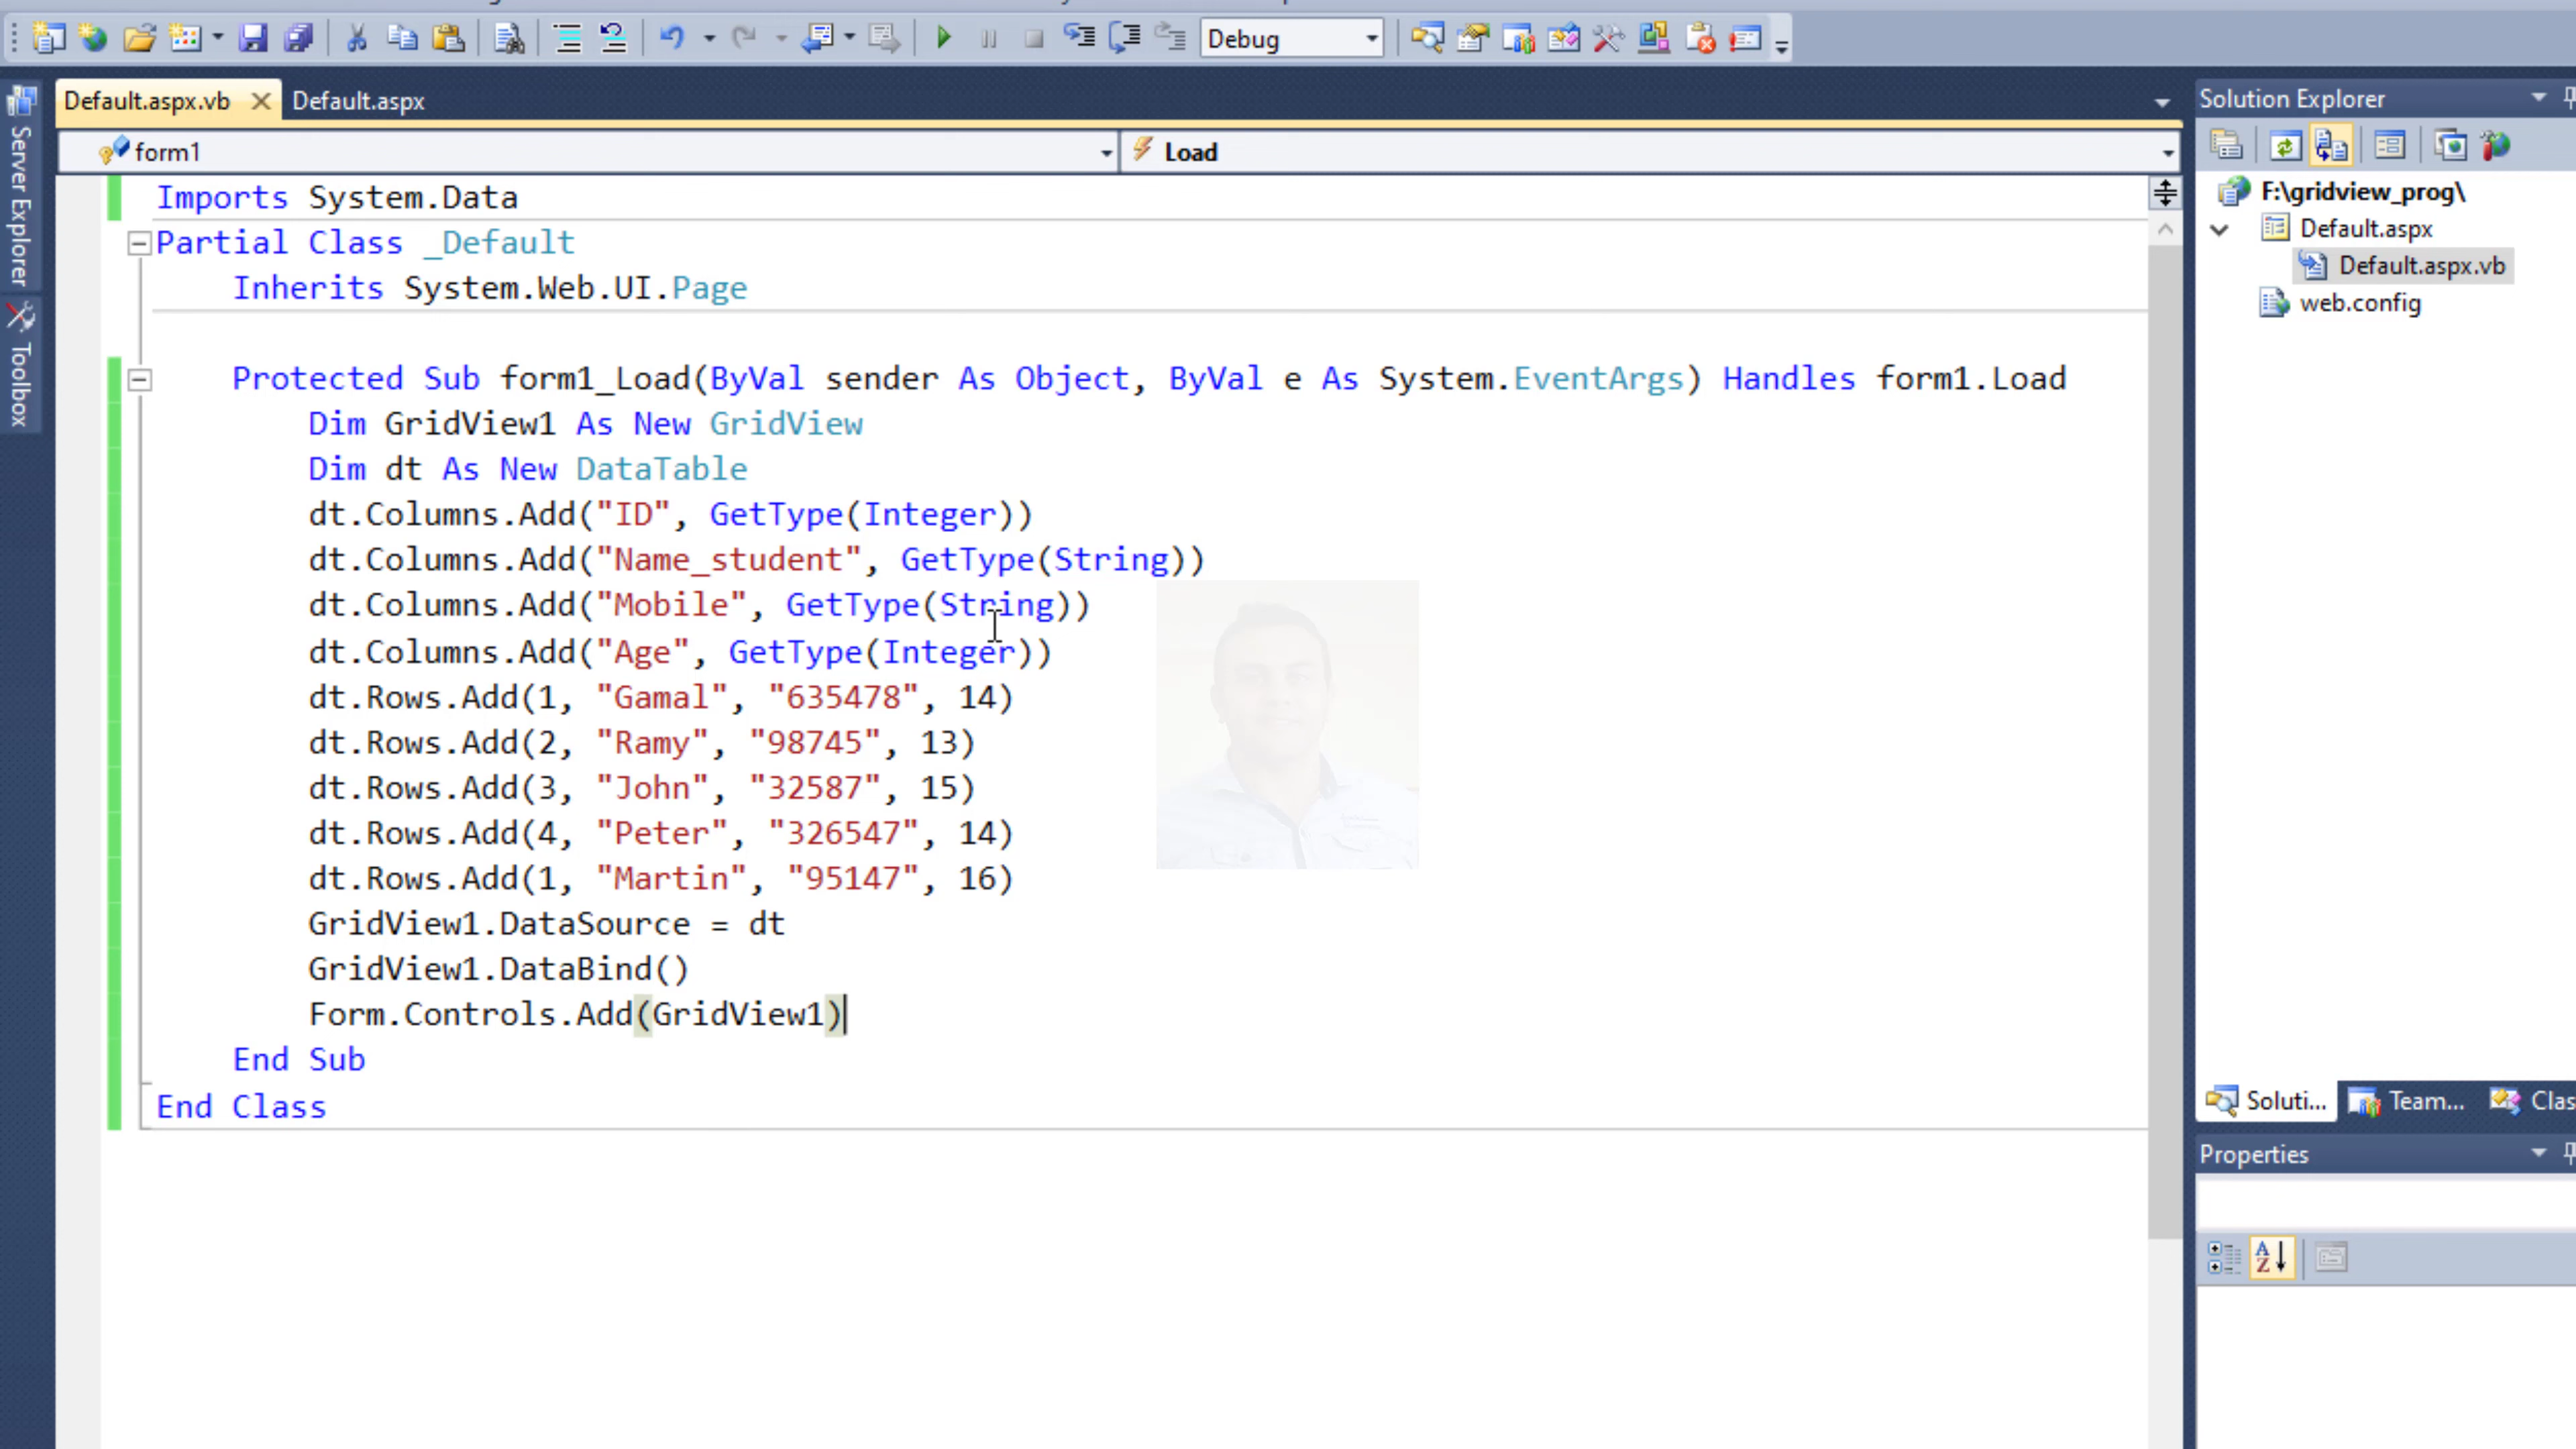 Debug
Default.aspx.vb
Default.aspx
Solution Explorer
form1
Load
Server Explorer
Toolbox
F:\gridview_prog\
Default.aspx
Default.aspx.vb
web.config
Imports System.Data
Partial Class _Default
Inherits System.Web.UI.Page
Protected Sub form1_Load(ByVal sender As Object, ByVal e As System.EventArgs) Handles form1.Load
Dim GridView1 As New GridView
Dim dt As New DataTable
dt.Columns.Add("ID", GetType(Integer))
dt.Columns.Add("Name_student", GetType(String))
dt.Columns.Add("Mobile", GetType(String))
dt.Columns.Add("Age", GetType(Integer))
dt.Rows.Add(1, "Gamal", "635478", 14)
dt.Rows.Add(2, "Ramy", "98745", 13)
dt.Rows.Add(3, "John", "32587", 15)
dt.Rows.Add(4, "Peter", "326547", 14)
dt.Rows.Add(1, "Martin", "95147", 16)
GridView1.DataSource = dt
GridView1.DataBind()
Form.Controls.Add(GridView1)
End Sub
End Class
Soluti...
Team...
Clas
Properties